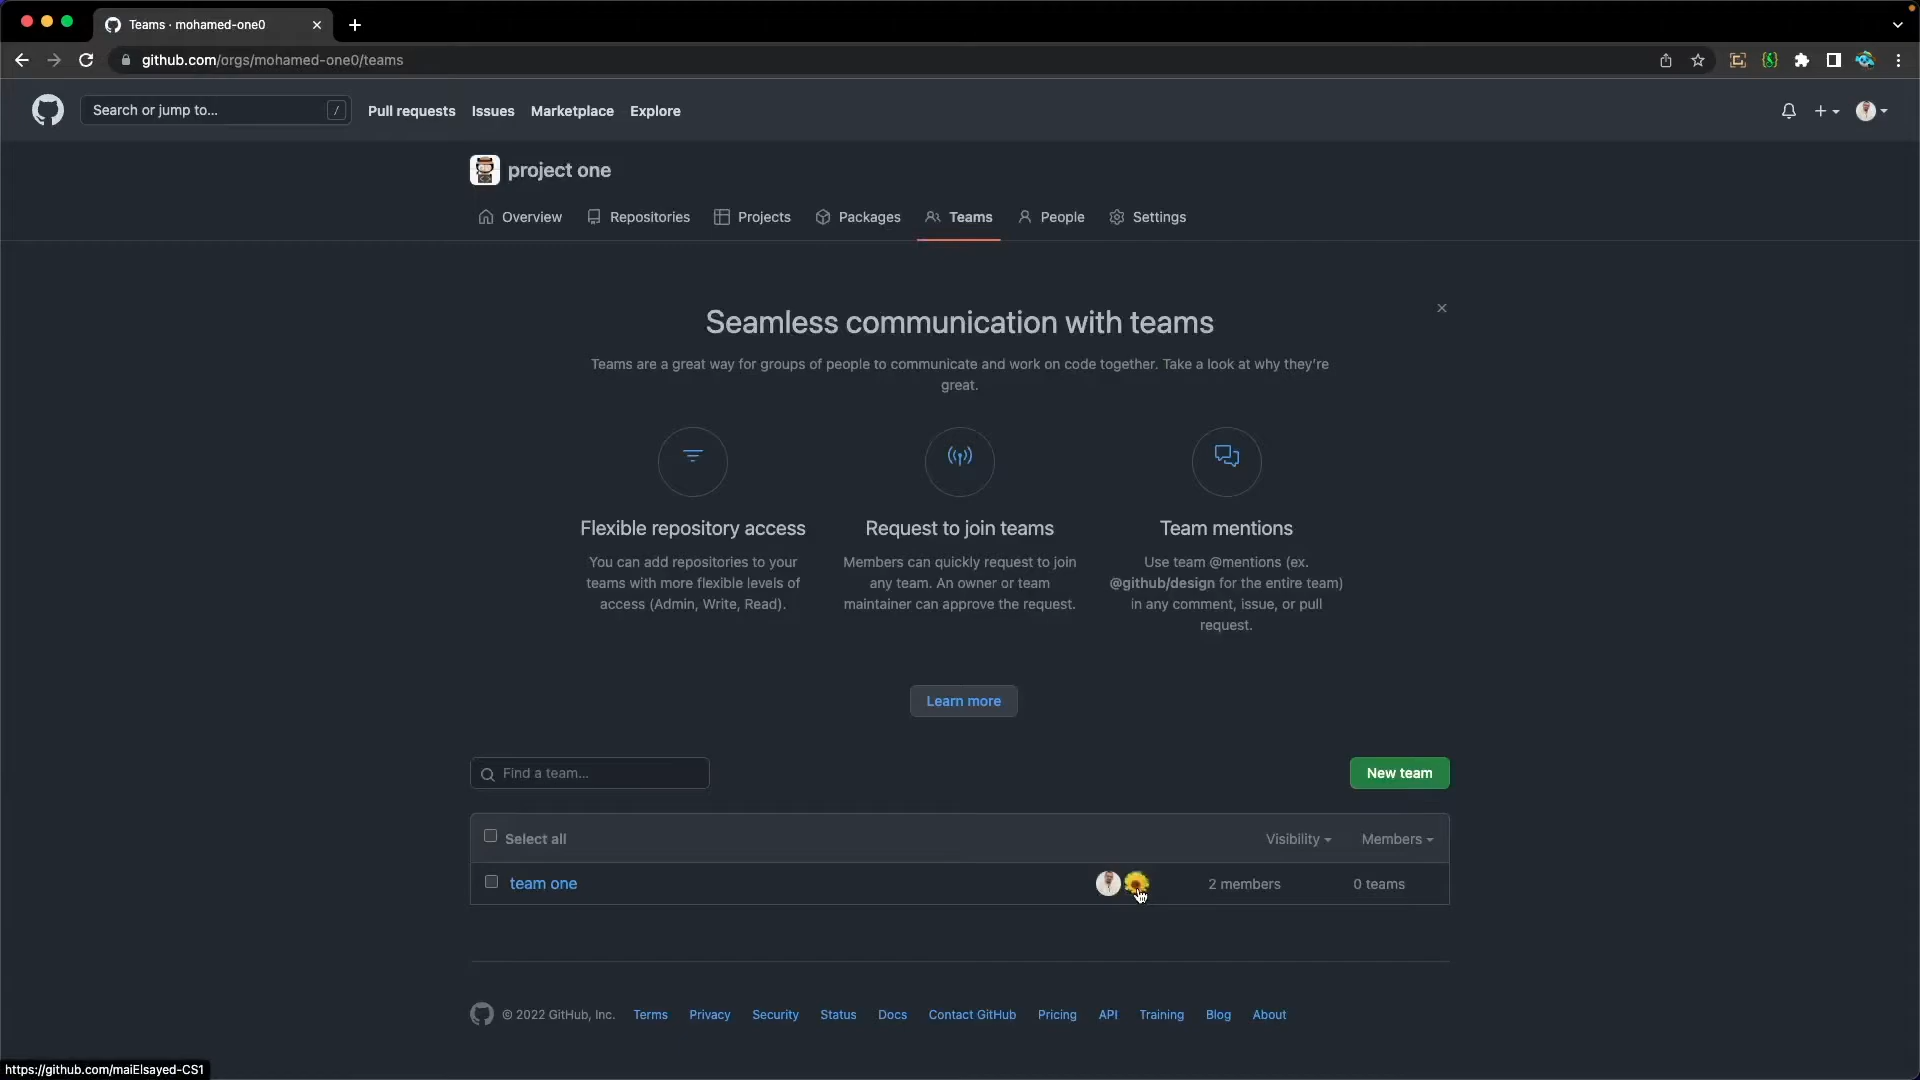 Teams · mohamed-one0
github.com/orgs/mohamed-one0/teams
Search or jump to... /
Pull requests Issues Marketplace Explore
project one
Overview Repositories Projects Packages Teams People Settings
Seamless communication with teams
Teams are a great way for groups of people to communicate and work on code together. Take a look at why they're
great.
Flexible repository access
You can add repositories to your
teams with more flexible levels of
access (Admin, Write, Read).
Request to join teams
Members can quickly request to join
any team. An owner or team
maintainer can approve the request.
Team mentions
Use team @mentions (ex.
@github/design for the entire team)
in any comment, issue, or pull
request.
Learn more
Find a team...
New team
Select all Visibility Members
team one 2 members 0 teams
© 2022 GitHub, Inc. Terms Privacy Security Status Docs Contact GitHub Pricing API Training Blog About
https://github.com/maiElsayed-CS1